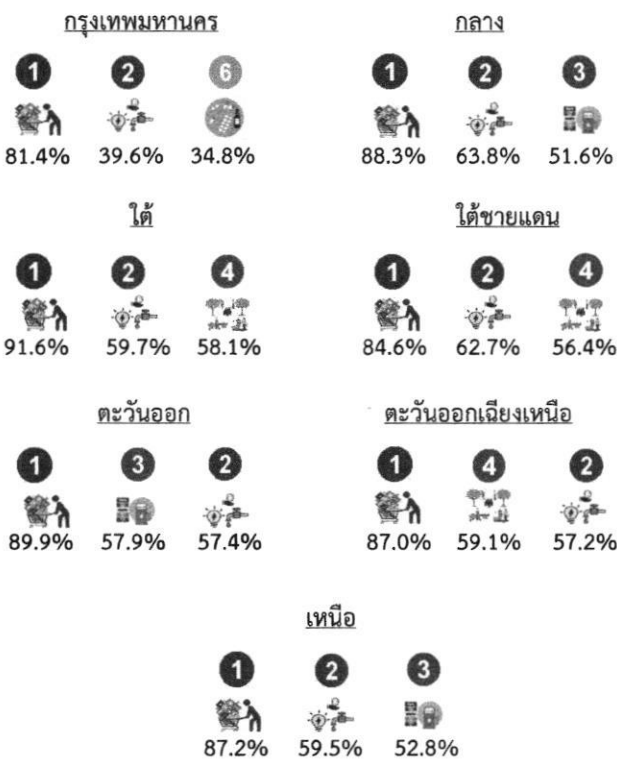 กรุงเทพมหานคร
1 2 6
81.4% 39.6% 34.8%
กลาง
1 2 3
88.3% 63.8% 51.6%
ใต้
1 2 4
91.6% 59.7% 58.1%
ใต้ชายแดน
1 2 4
84.6% 62.7% 56.4%
ตะวันออก
1 3 2
89.9% 57.9% 57.4%
ตะวันออกเฉียงเหนือ
1 4 2
87.0% 59.1% 57.2%
เหนือ
1 2 3
87.2% 59.5% 52.8%